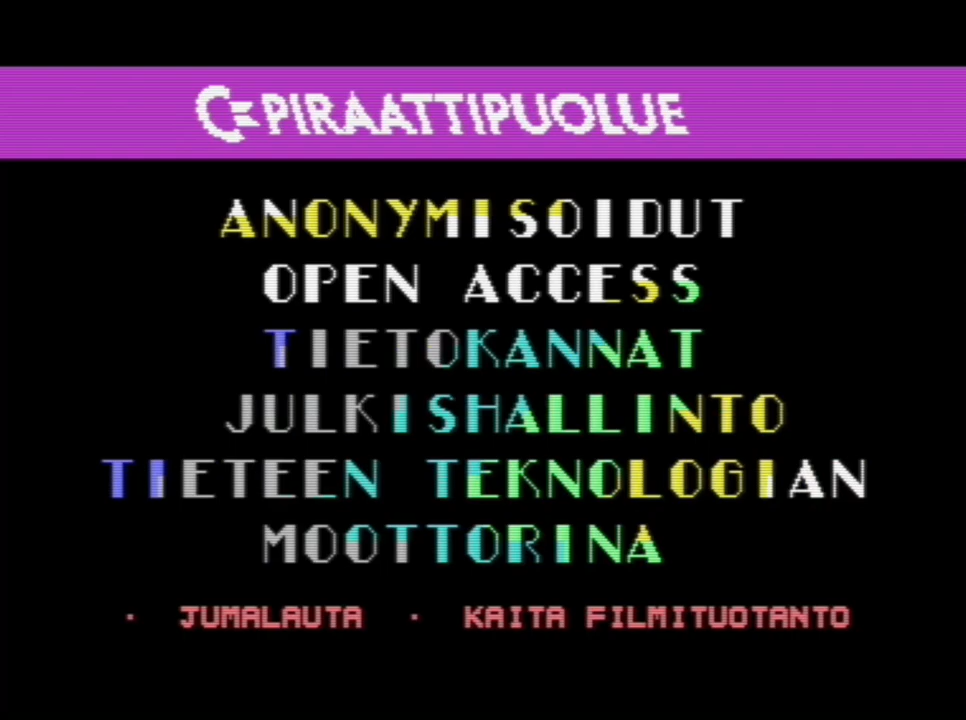 C= PIRAATTIPUOLUE
ANONYMISOIDUT
OPEN ACCESS
TIETOKANNAT
JULKISHALLINTO
TIETEEN TEKNOLOGIAN
MOOTTORINA
· JUMALAUTA · KAITA FILMITUOTANTO